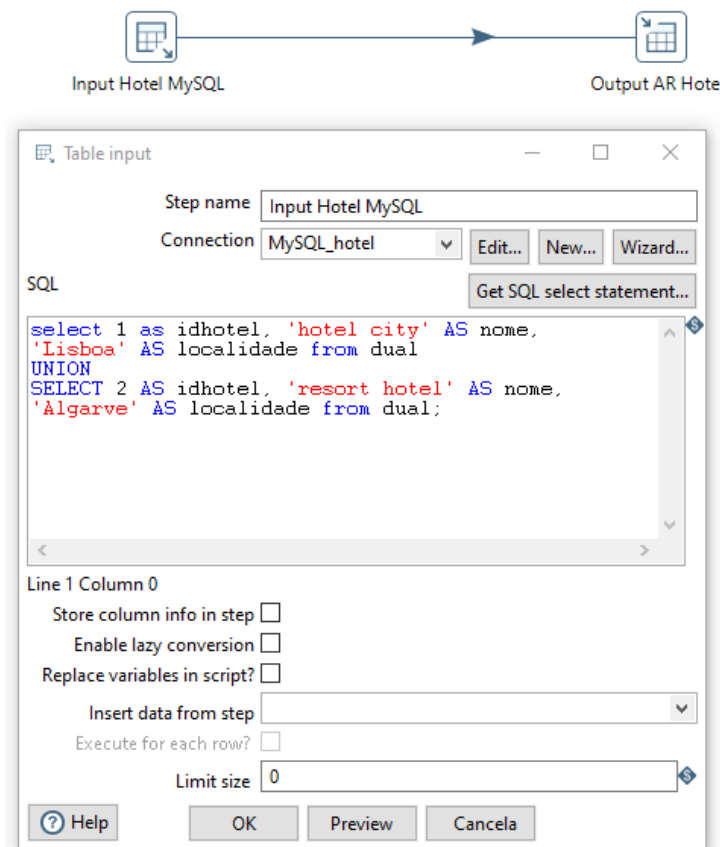 Input Hotel MySQL
Output AR Hote
Table input
Step name
Input Hotel MySQL
Connection
MySQL_hotel
Edit...
New...
Wizard...
SQL
Get SQL select statement...
select 1 as idhotel, 'hotel city' AS nome,
'Lisboa' AS localidade from dual
UNION
SELECT 2 AS idhotel, 'resort hotel' AS nome,
'Algarve' AS localidade from dual;
Line 1 Column 0
Store column info in step
Enable lazy conversion
Replace variables in script?
Insert data from step
Execute for each row?
Limit size
0
Help
OK
Preview
Cancela